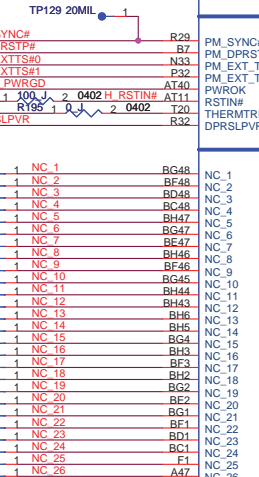 TP129 20MIL 1
YNC# R29 PM_SYNC#
RSTP# B7 PM_DPRST
XTTS#0 N33 PM_EXT_T
XTTS#1 P32 PM_EXT_T
PWRGD AT40 PWROK
1 100_J 2 0402 H_RSTIN# AT11 RSTIN#
R195 1 0_J 2 0402 T20 THERMTR
SLPVR R32 DPRSLPVR
1 NC_1 BG48 NC_1
1 NC_2 BF48 NC_2
1 NC_3 BD48 NC_3
1 NC_4 BC48 NC_4
1 NC_5 BH47 NC_5
1 NC_6 BG47 NC_6
1 NC_7 BE47 NC_7
1 NC_8 BH46 NC_8
1 NC_9 BF46 NC_9
1 NC_10 BG45 NC_10
1 NC_11 BH44 NC_11
1 NC_12 BH43 NC_12
1 NC_13 BH6 NC_13
1 NC_14 BH5 NC_14
1 NC_15 BG4 NC_15
1 NC_16 BH3 NC_16
1 NC_17 BF3 NC_17
1 NC_18 BH2 NC_18
1 NC_19 BG2 NC_19
1 NC_20 BE2 NC_20
1 NC_21 BG1 NC_21
1 NC_22 BF1 NC_22
1 NC_23 BD1 NC_23
1 NC_24 BC1 NC_24
1 NC_25 F1 NC_25
1 NC_26 A47 NC_26